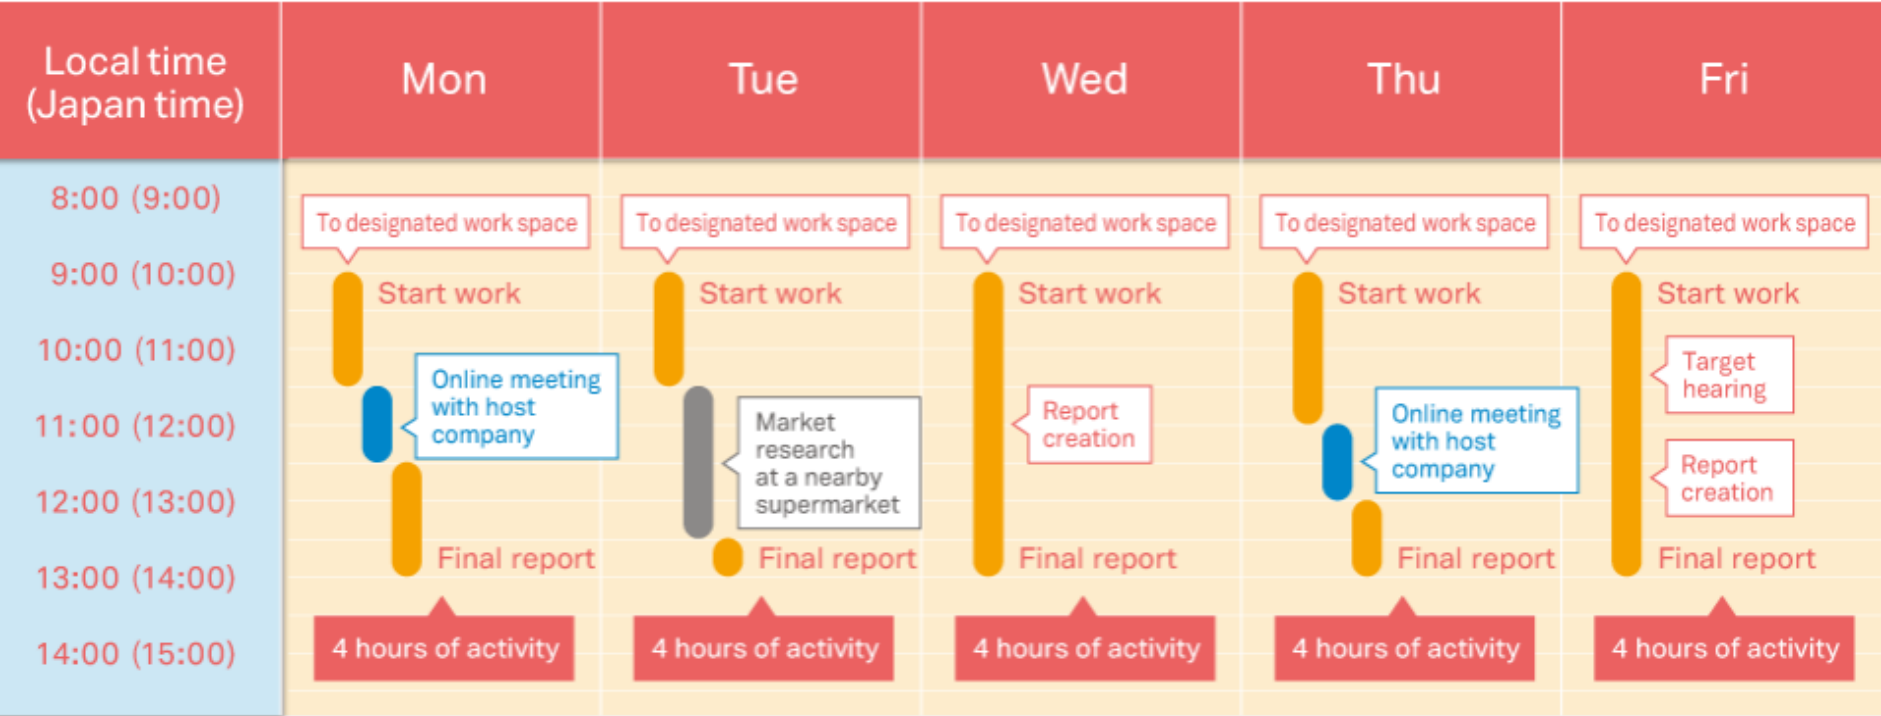 Local time
(Japan time)
Mon
Tue
Wed
Thu
Fri
8:00 (9:00)
9:00 (10:00)
10:00 (11:00)
11:00 (12:00)
12:00 (13:00)
13:00 (14:00)
14:00 (15:00)
To designated work space
Start work
Online meeting
with host
company
Final report
4 hours of activity
To designated work space
Start work
Market
research
at a nearby
supermarket
Final report
4 hours of activity
To designated work space
Start work
Report
creation
Final report
4 hours of activity
To designated work space
Start work
Online meeting
with host
company
Final report
4 hours of activity
To designated work space
Start work
Target
hearing
Report
creation
Final report
4 hours of activity